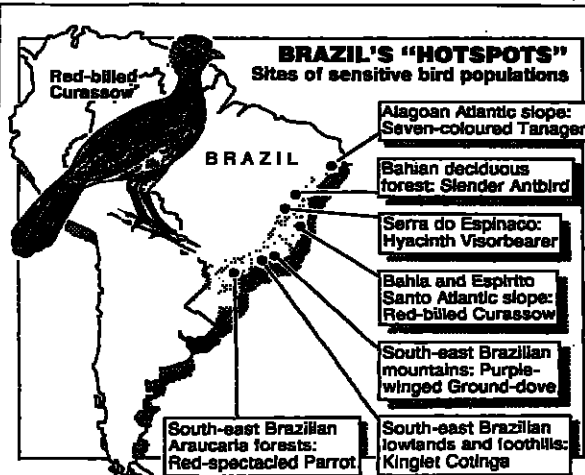 BRAZIL'S "HOTSPOTS"
Sites of sensitive bird populations
Red-billed
Curassow
BRAZIL
Alagoan Atlantic slope:
Seven-coloured Tanager
Bahian deciduous
forest: Slender Antbird
Serra do Espinaco:
Hyacinth Visorbearer
Bahia and Espirito
Santo Atlantic slope:
Red-billed Curassow
South-east Brazilian
mountains: Purple-
winged Ground-dove
South-east Brazilian
Araucaria forests:
Red-spectacled Parrot
South-east Brazilian
lowlands and foothills:
Kinglet Cotinga